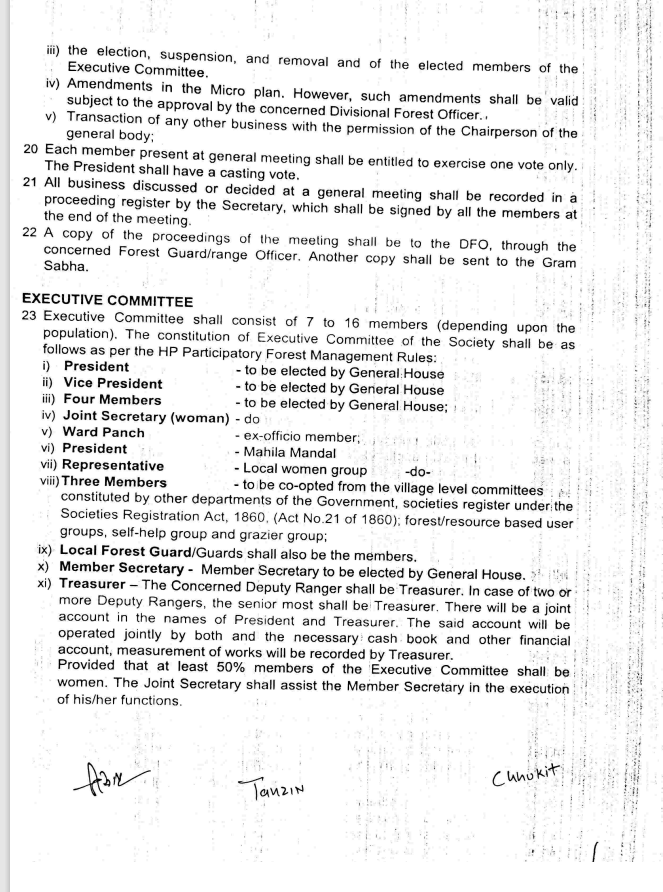 iii) the election, suspension, and removal and of the elected members of the
Executive Committee.
iv) Amendments in the Micro plan. However, such amendments shall be valid
subject to the approval by the concerned Divisional Forest Officer.
v) Transaction of any other business with the permission of the Chairperson of the
general body;
20 Each member present at general meeting shall be entitled to exercise one vote only.
The President shall have a casting vote.
21 All business discussed or decided at a general meeting shall be recorded in a
proceeding register by the Secretary, which shall be signed by all the members at
the end of the meeting.
22 A copy of the proceedings of the meeting shall be to the DFO, through the
concerned Forest Guard/range Officer. Another copy shall be sent to the Gram
Sabha.
EXECUTIVE COMMITTEE
23 Executive Committee shall consist of 7 to 16 members (depending upon the
population). The constitution of Executive Committee of the Society shall be as
follows as per the HP Participatory Forest Management Rules:
i) President - to be elected by General House
ii) Vice President - to be elected by General House
iii) Four Members - to be elected by General House;
iv) Joint Secretary (woman) - do
v) Ward Panch - ex-officio member;
vi) President - Mahila Mandal
vii) Representative - Local women group -do-
viii) Three Members - to be co-opted from the village level committees
constituted by other departments of the Government, societies register under the
Societies Registration Act, 1860, (Act No.21 of 1860); forest/resource based user
groups, self-help group and grazier group;
ix) Local Forest Guard/Guards shall also be the members.
x) Member Secretary - Member Secretary to be elected by General House.
xi) Treasurer – The Concerned Deputy Ranger shall be Treasurer. In case of two or
more Deputy Rangers, the senior most shall be Treasurer. There will be a joint
account in the names of President and Treasurer. The said account will be
operated jointly by both and the necessary cash book and other financial
account, measurement of works will be recorded by Treasurer.
Provided that at least 50% members of the Executive Committee shall be
women. The Joint Secretary shall assist the Member Secretary in the execution
of his/her functions.
Tanzin Chhukit